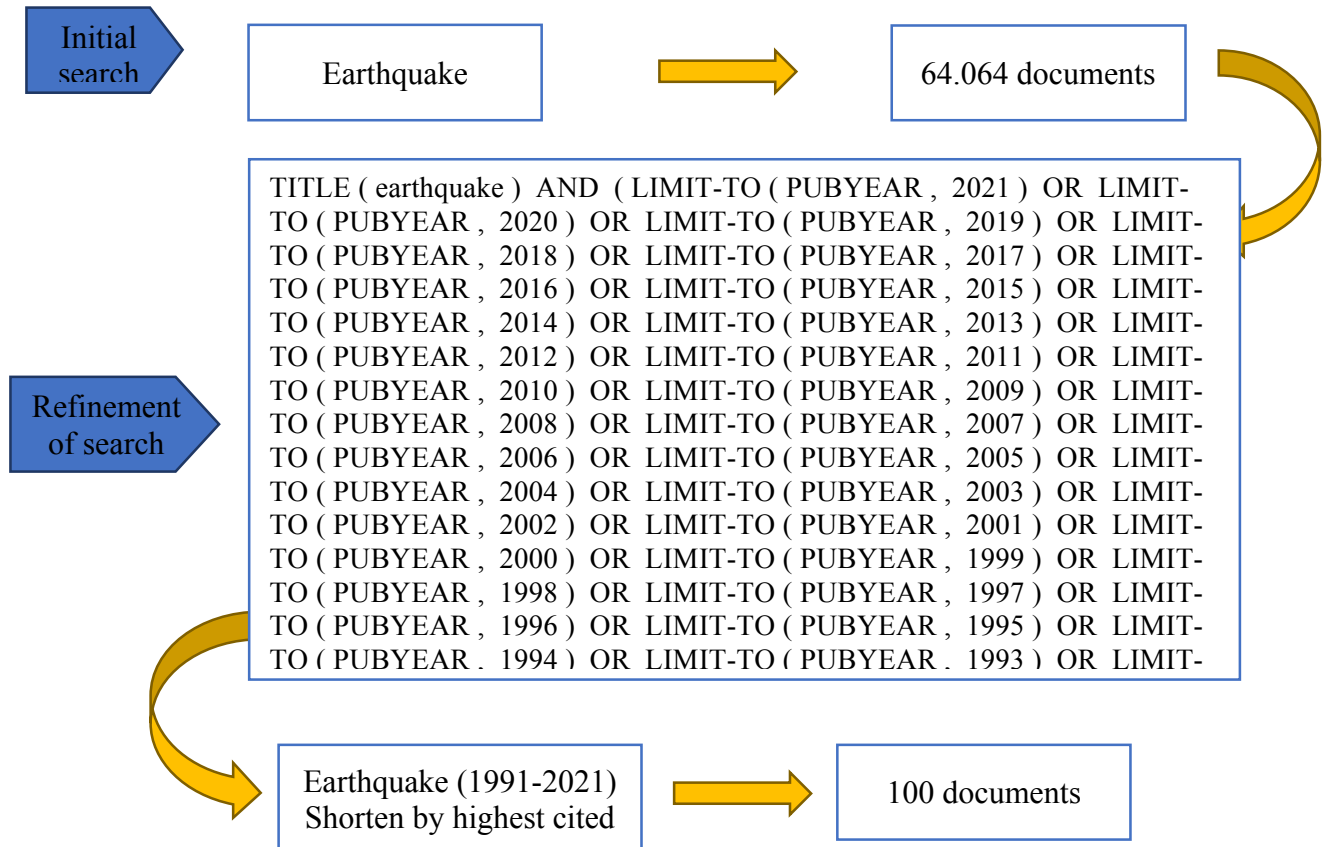 Initial
search
Earthquake
64.064 documents
TITLE ( earthquake ) AND ( LIMIT-TO ( PUBYEAR , 2021 ) OR LIMIT-
TO ( PUBYEAR , 2020 ) OR LIMIT-TO ( PUBYEAR , 2019 ) OR LIMIT-
TO ( PUBYEAR , 2018 ) OR LIMIT-TO ( PUBYEAR , 2017 ) OR LIMIT-
TO ( PUBYEAR , 2016 ) OR LIMIT-TO ( PUBYEAR , 2015 ) OR LIMIT-
TO ( PUBYEAR , 2014 ) OR LIMIT-TO ( PUBYEAR , 2013 ) OR LIMIT-
TO ( PUBYEAR , 2012 ) OR LIMIT-TO ( PUBYEAR , 2011 ) OR LIMIT-
TO ( PUBYEAR , 2010 ) OR LIMIT-TO ( PUBYEAR , 2009 ) OR LIMIT-
TO ( PUBYEAR , 2008 ) OR LIMIT-TO ( PUBYEAR , 2007 ) OR LIMIT-
TO ( PUBYEAR , 2006 ) OR LIMIT-TO ( PUBYEAR , 2005 ) OR LIMIT-
TO ( PUBYEAR , 2004 ) OR LIMIT-TO ( PUBYEAR , 2003 ) OR LIMIT-
TO ( PUBYEAR , 2002 ) OR LIMIT-TO ( PUBYEAR , 2001 ) OR LIMIT-
TO ( PUBYEAR , 2000 ) OR LIMIT-TO ( PUBYEAR , 1999 ) OR LIMIT-
TO ( PUBYEAR , 1998 ) OR LIMIT-TO ( PUBYEAR , 1997 ) OR LIMIT-
TO ( PUBYEAR , 1996 ) OR LIMIT-TO ( PUBYEAR , 1995 ) OR LIMIT-
TO ( PUBYEAR , 1994 ) OR LIMIT-TO ( PUBYEAR , 1993 ) OR LIMIT-
Refinement
of search
Earthquake (1991-2021)
Shorten by highest cited
100 documents